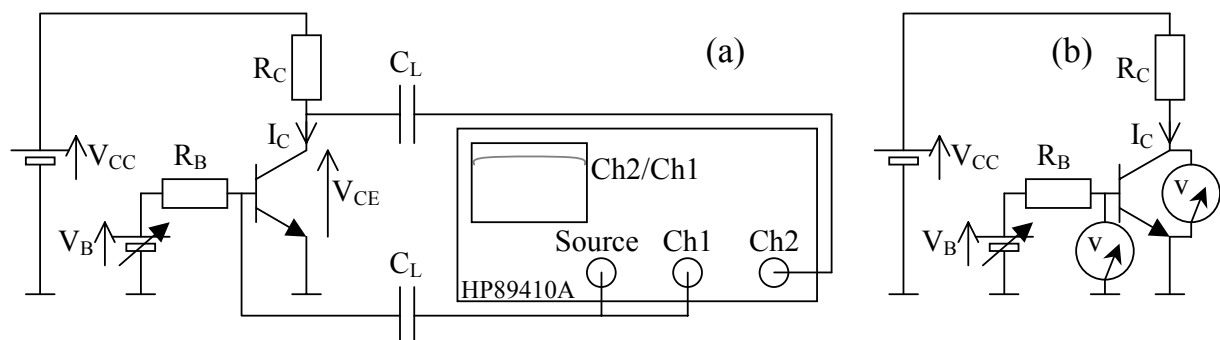 (a)
R_C
C_L
I_C
V_CC
R_B
V_CE
V_B
Ch2/Ch1
Source Ch1 Ch2
HP89410A
C_L
(b)
R_C
I_C
V_CC
R_B
V_B
v
v